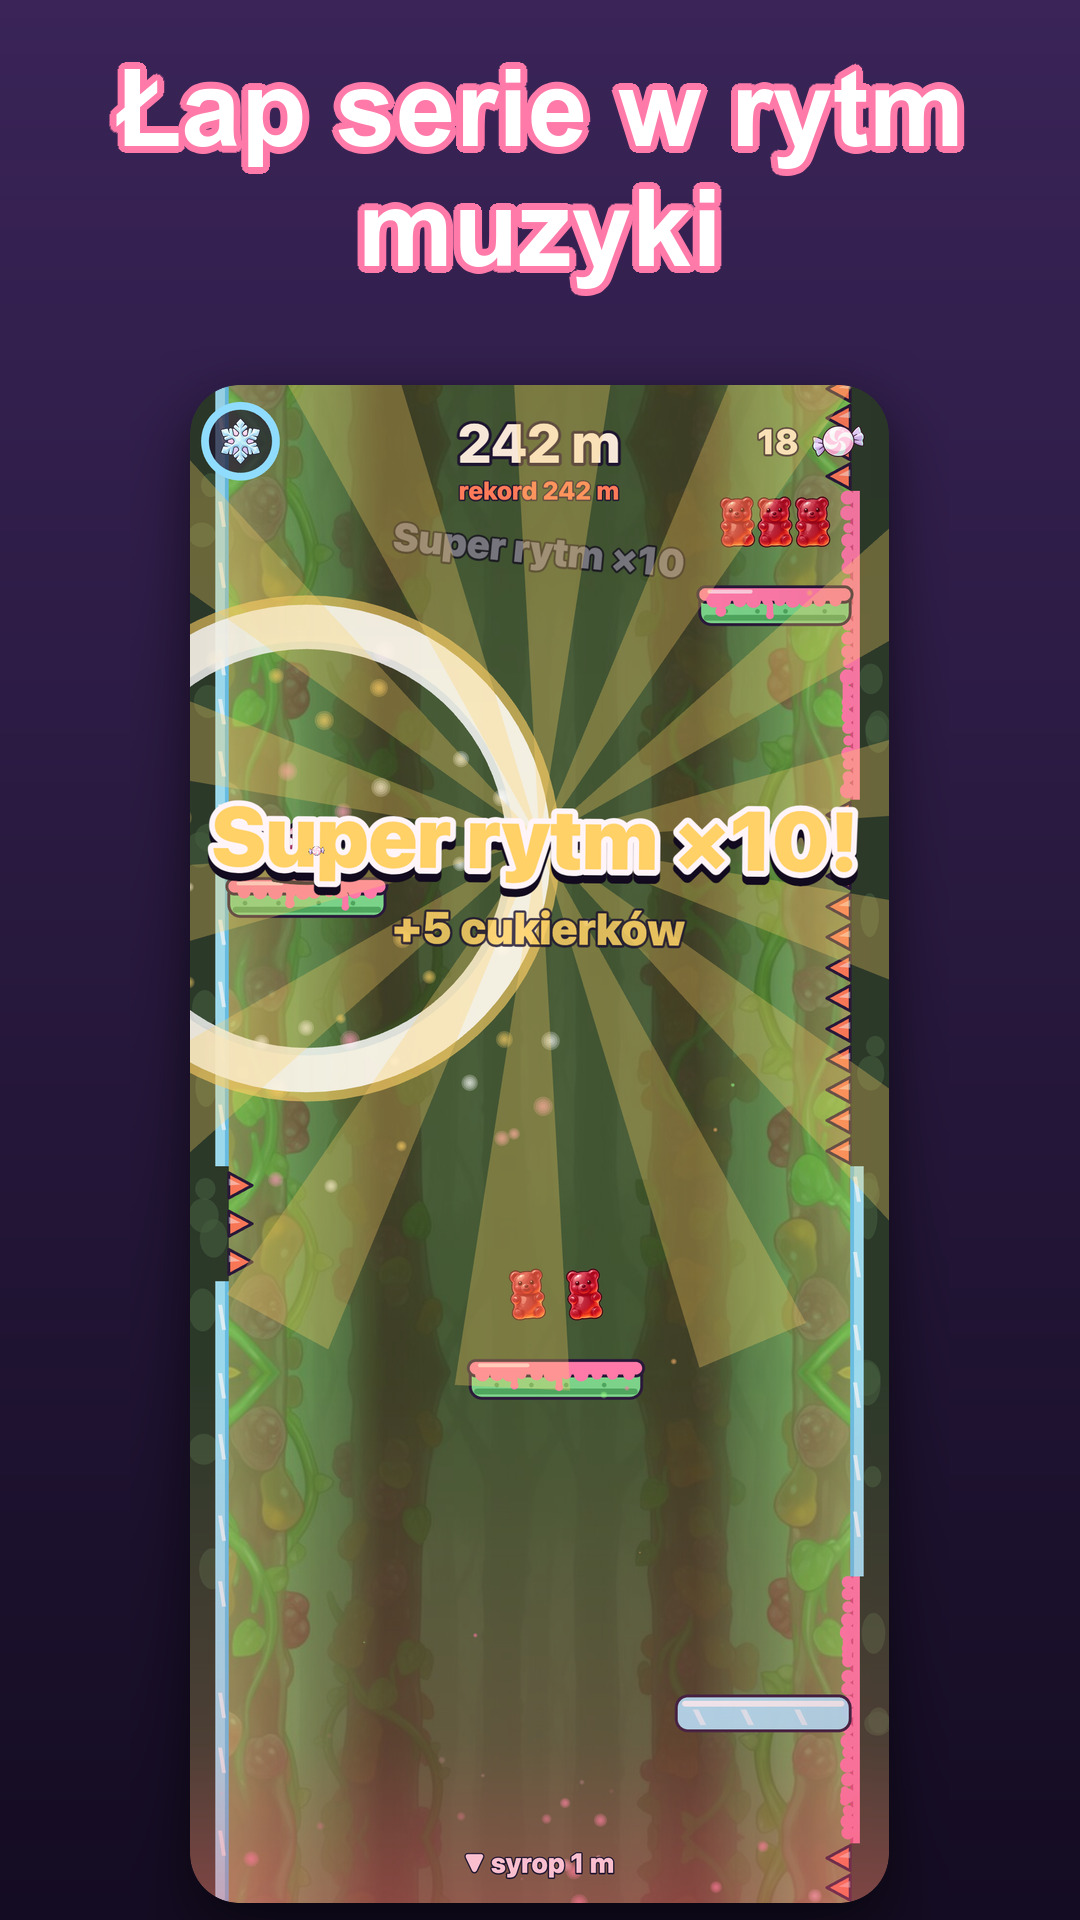 Łap serie w rytm
muzyki
242 m
18
rekord 242 m
Super rytm ×10
Super rytm ×10!
+5 cukierków
▼ syrop 1 m